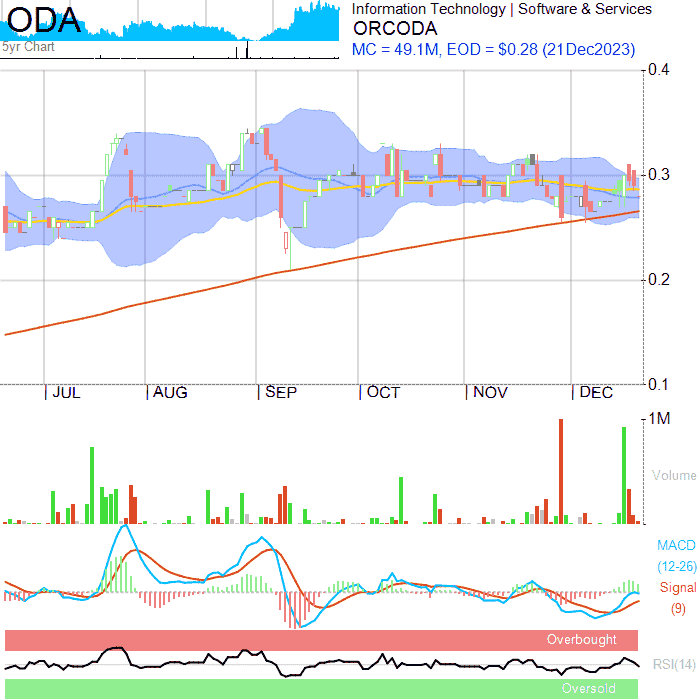 ODA
5yr Chart
Information Technology | Software & Services
ORCODA
MC = 49.1M, EOD = $0.28 (21Dec2023)
0.4
0.3
0.2
0.1
JUL AUG SEP OCT NOV DEC
1M
Volume
MACD
(12-26)
Signal
(9)
Overbought
RSI(14)
Oversold